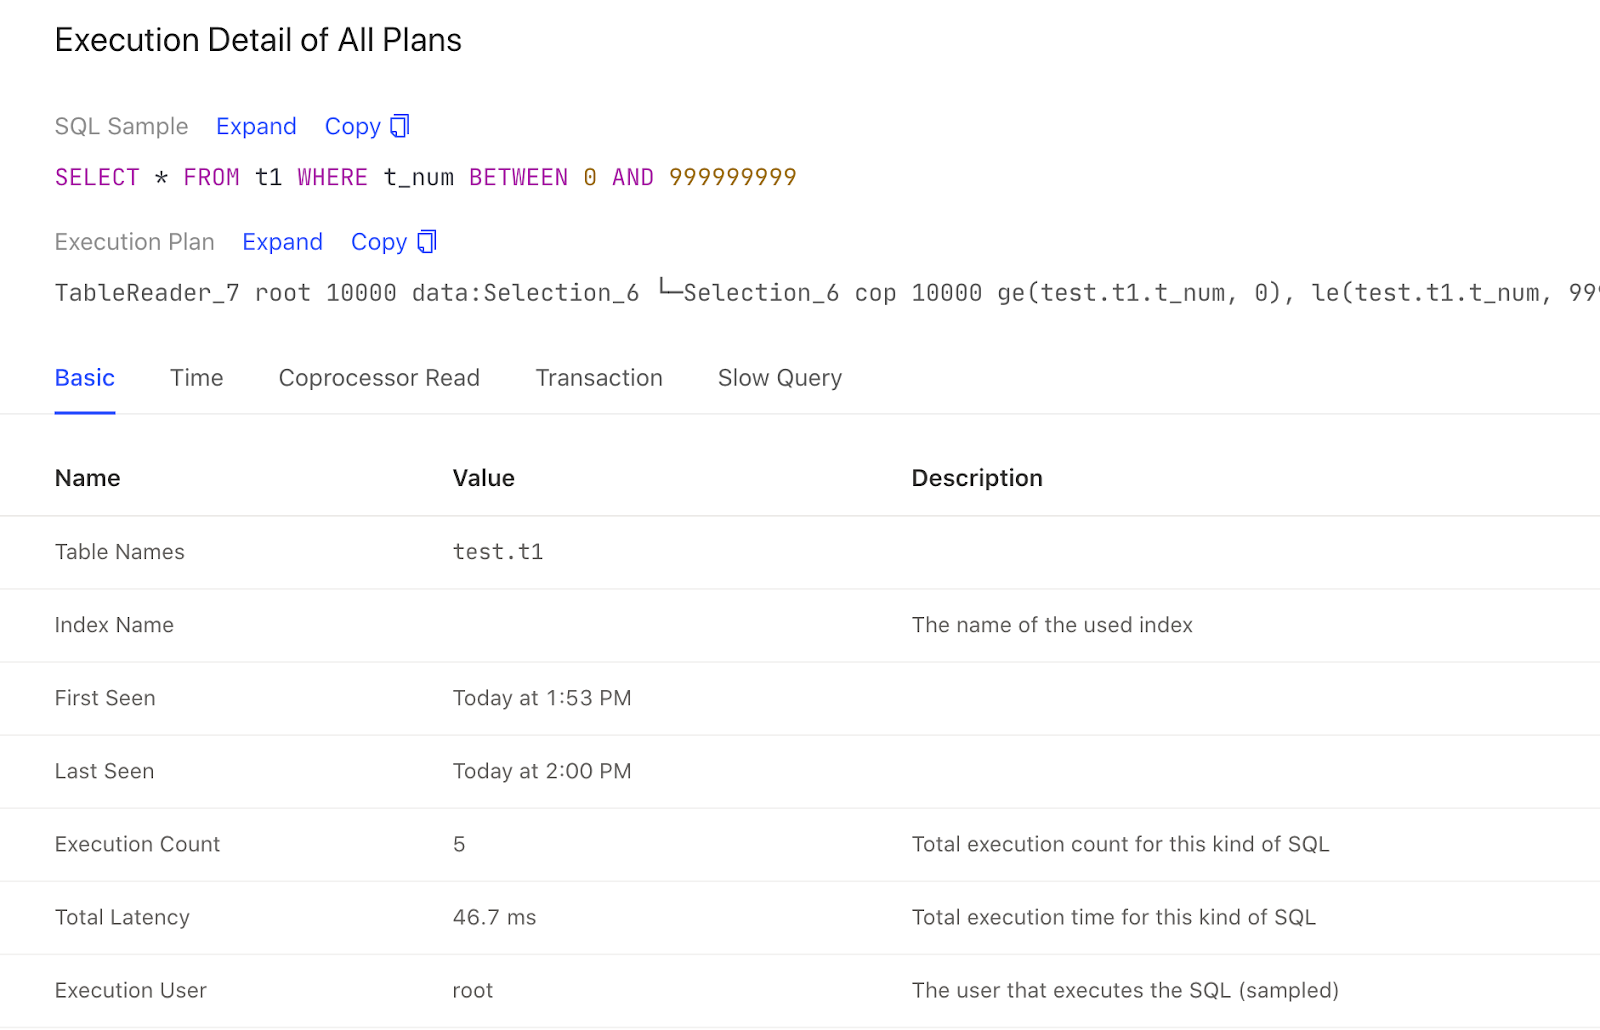 Execution Detail of All Plans
SQL Sample Expand Copy
SELECT * FROM t1 WHERE t_num BETWEEN 0 AND 999999999
Execution Plan Expand Copy
TableReader_7 root 10000 data:Selection_6 └─Selection_6 cop 10000 ge(test.t1.t_num, 0), le(test.t1.t_num, 99
Basic Time Coprocessor Read Transaction Slow Query
Name Value Description
Table Names test.t1
Index Name The name of the used index
First Seen Today at 1:53 PM
Last Seen Today at 2:00 PM
Execution Count 5 Total execution count for this kind of SQL
Total Latency 46.7 ms Total execution time for this kind of SQL
Execution User root The user that executes the SQL (sampled)